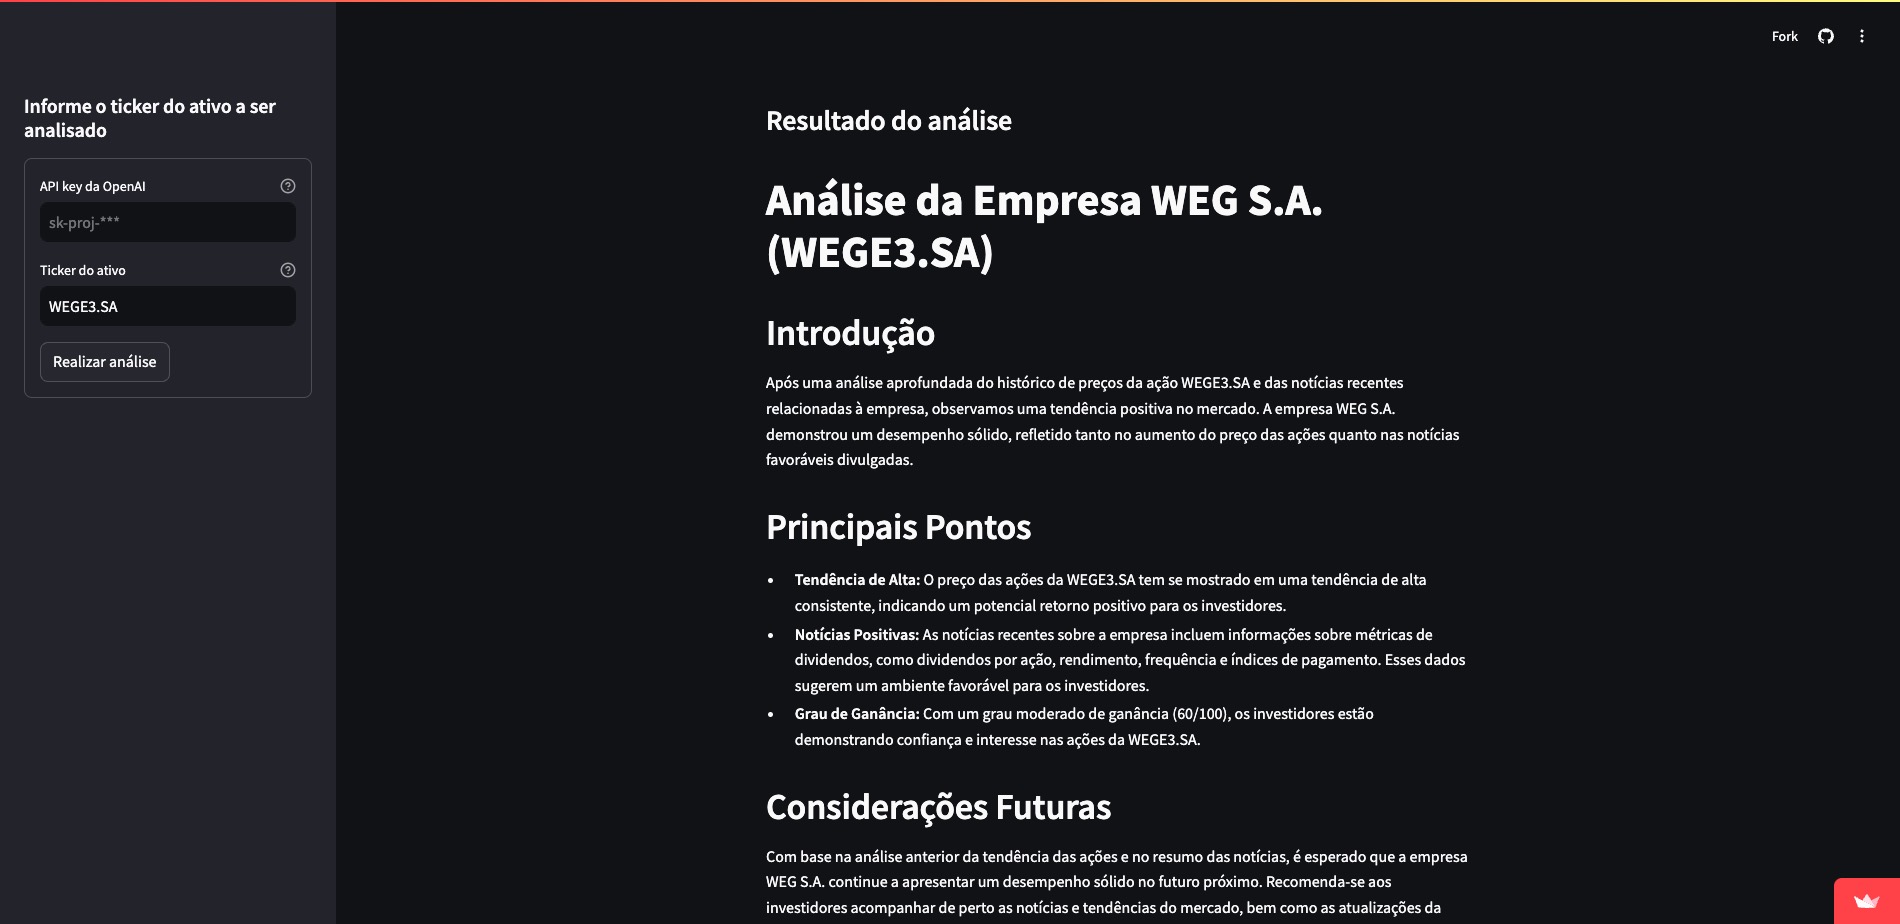 Fork
Informe o ticker do ativo a ser
analisado
API key da OpenAI
sk-proj-***
Ticker do ativo
WEGE3.SA
Realizar análise
Resultado do análise
Análise da Empresa WEG S.A.
(WEGE3.SA)
Introdução
Após uma análise aprofundada do histórico de preços da ação WEGE3.SA e das notícias recentes
relacionadas à empresa, observamos uma tendência positiva no mercado. A empresa WEG S.A.
demonstrou um desempenho sólido, refletido tanto no aumento do preço das ações quanto nas notícias
favoráveis divulgadas.
Principais Pontos
• Tendência de Alta: O preço das ações da WEGE3.SA tem se mostrado em uma tendência de alta
consistente, indicando um potencial retorno positivo para os investidores.
• Notícias Positivas: As notícias recentes sobre a empresa incluem informações sobre métricas de
dividendos, como dividendos por ação, rendimento, frequência e índices de pagamento. Esses dados
sugerem um ambiente favorável para os investidores.
• Grau de Ganância: Com um grau moderado de ganância (60/100), os investidores estão
demonstrando confiança e interesse nas ações da WEGE3.SA.
Considerações Futuras
Com base na análise anterior da tendência das ações e no resumo das notícias, é esperado que a empresa
WEG S.A. continue a apresentar um desempenho sólido no futuro próximo. Recomenda-se aos
investidores acompanhar de perto as notícias e tendências do mercado, bem como as atualizações da